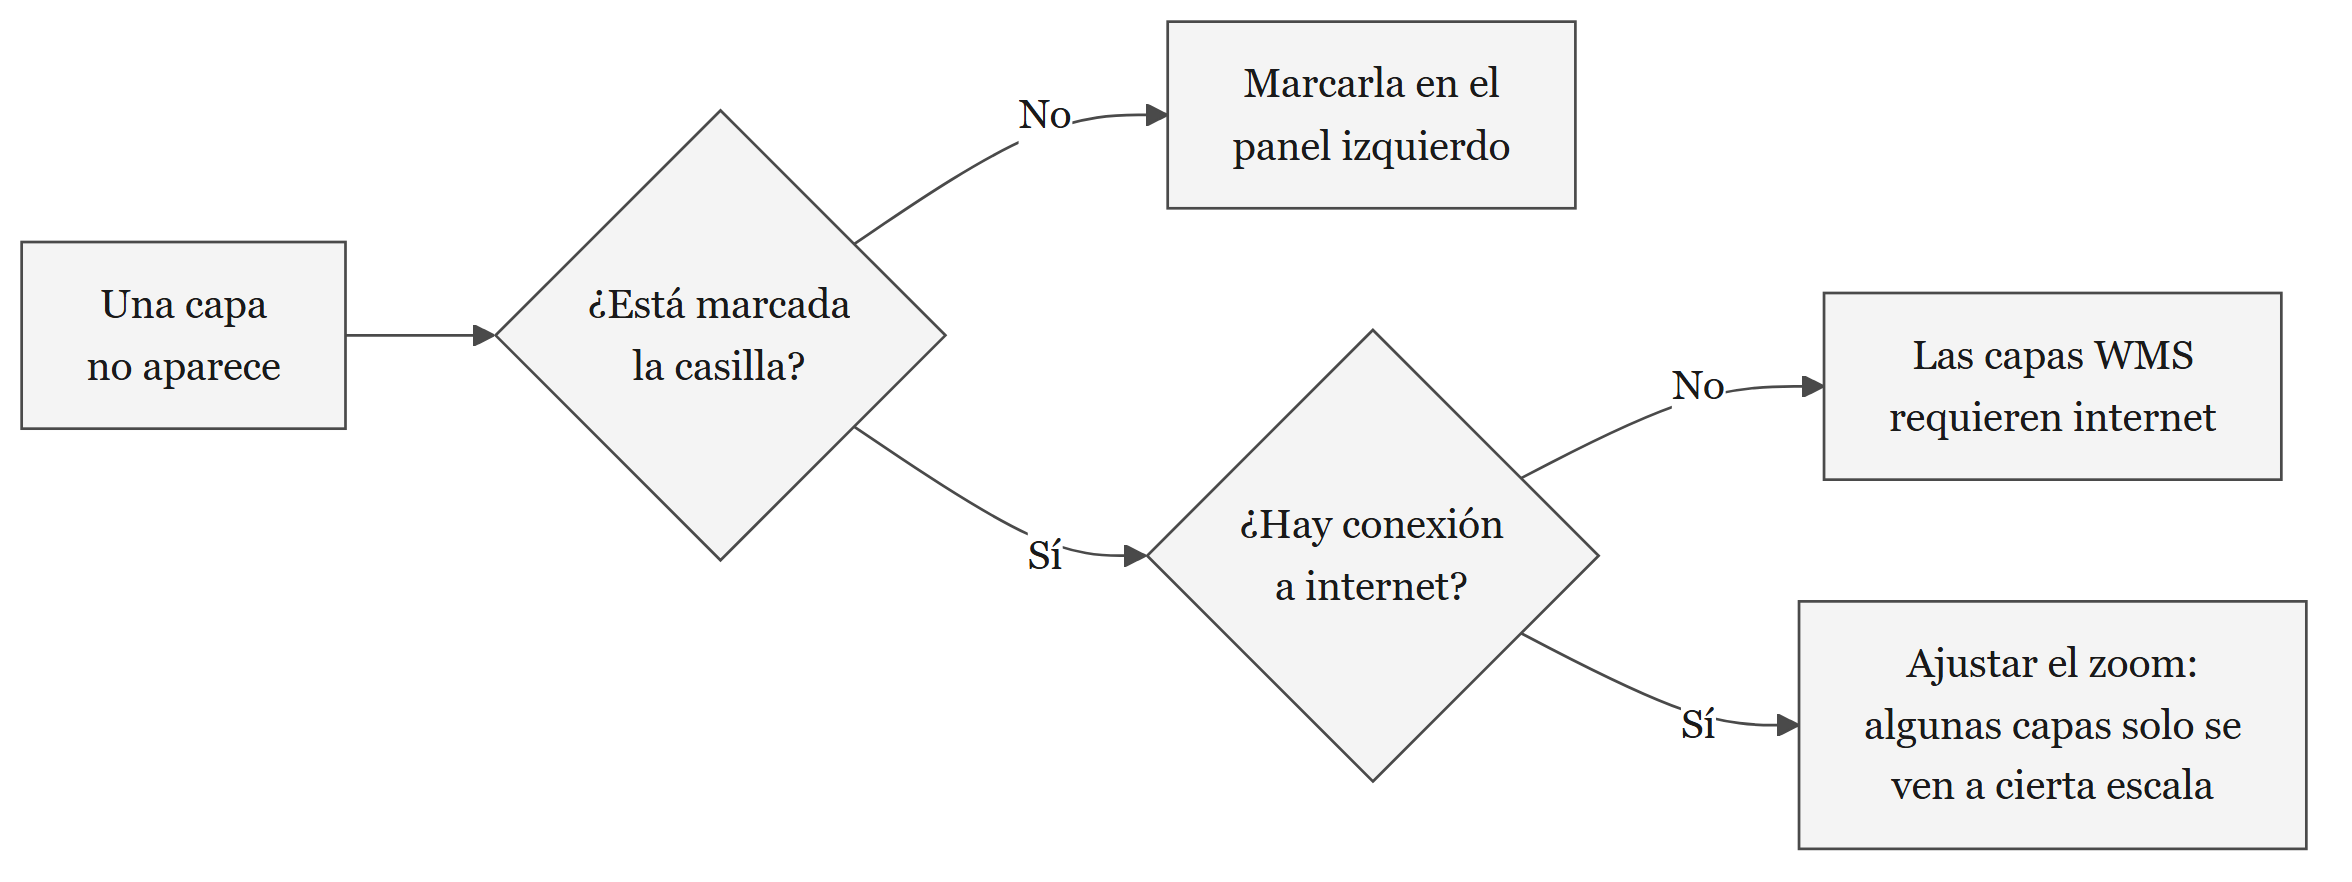 Una capa
no aparece
¿Está marcada
la casilla?
No
Marcarla en el
panel izquierdo
Sí
¿Hay conexión
a internet?
No
Las capas WMS
requieren internet
Sí
Ajustar el zoom:
algunas capas solo se
ven a cierta escala